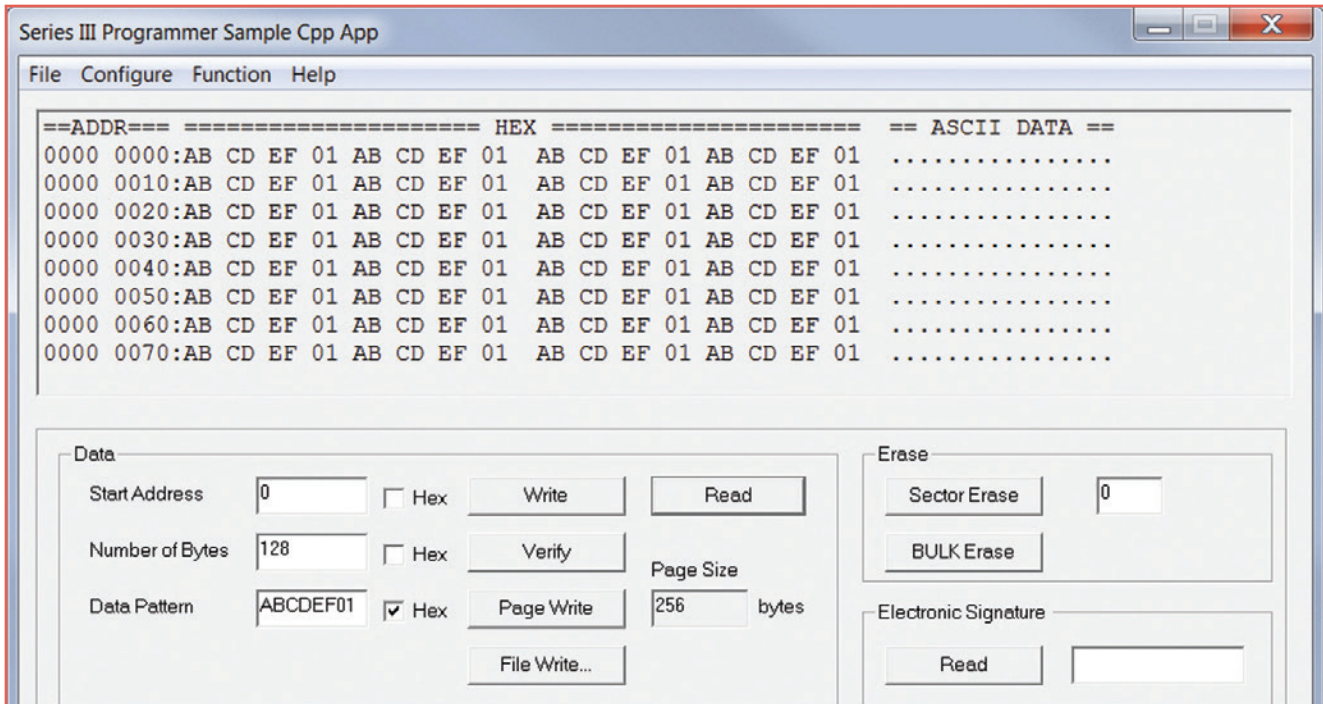 Series III Programmer Sample Cpp App
File Configure Function Help
==ADDR=== ===================== HEX ====================== == ASCII DATA ==
0000 0000:AB CD EF 01 AB CD EF 01 AB CD EF 01 AB CD EF 01 ................
0000 0010:AB CD EF 01 AB CD EF 01 AB CD EF 01 AB CD EF 01 ................
0000 0020:AB CD EF 01 AB CD EF 01 AB CD EF 01 AB CD EF 01 ................
0000 0030:AB CD EF 01 AB CD EF 01 AB CD EF 01 AB CD EF 01 ................
0000 0040:AB CD EF 01 AB CD EF 01 AB CD EF 01 AB CD EF 01 ................
0000 0050:AB CD EF 01 AB CD EF 01 AB CD EF 01 AB CD EF 01 ................
0000 0060:AB CD EF 01 AB CD EF 01 AB CD EF 01 AB CD EF 01 ................
0000 0070:AB CD EF 01 AB CD EF 01 AB CD EF 01 AB CD EF 01 ................
Data
Start Address 0 Hex Write Read
Number of Bytes 128 Hex Verify
Page Size
Data Pattern ABCDEF01 Hex Page Write 256 bytes
File Write...
Erase
Sector Erase 0
BULK Erase
Electronic Signature
Read